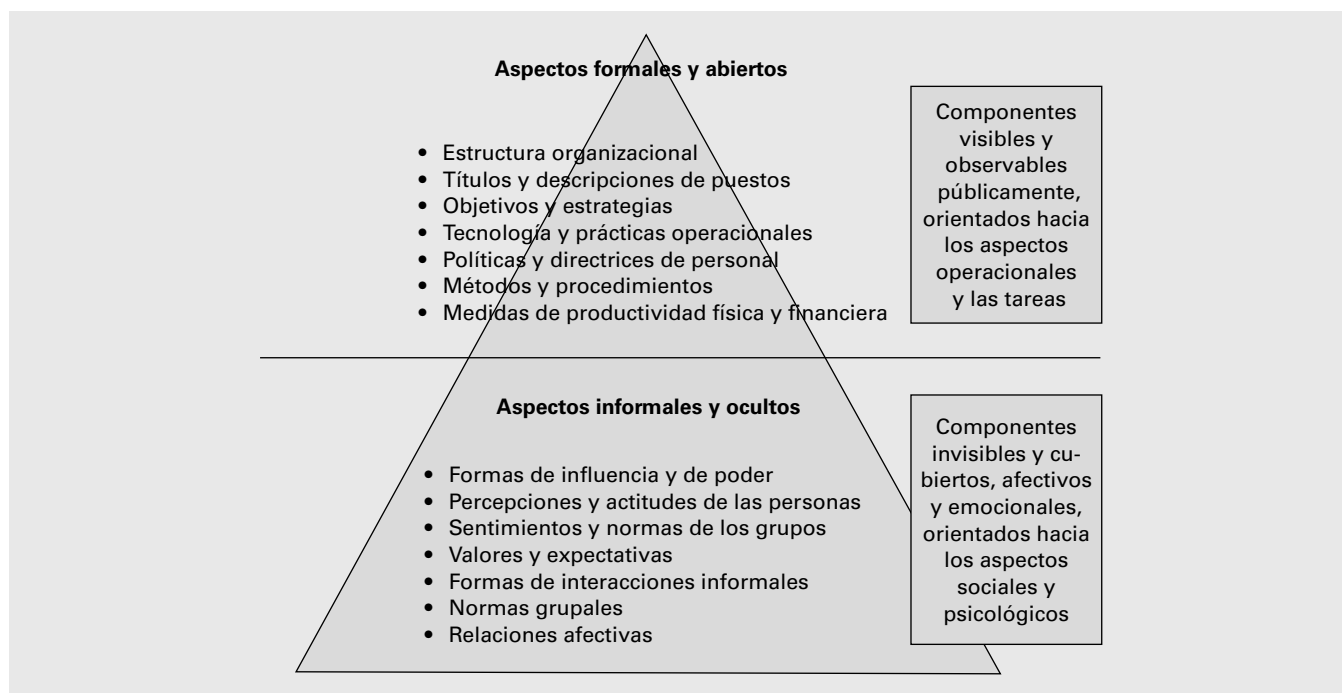 Aspectos formales y abiertos
• Estructura organizacional
• Títulos y descripciones de puestos
• Objetivos y estrategias
• Tecnología y prácticas operacionales
• Políticas y directrices de personal
• Métodos y procedimientos
• Medidas de productividad física y financiera
Componentes
visibles y
observables
públicamente,
orientados hacia
los aspectos
operacionales
y las tareas
Aspectos informales y ocultos
• Formas de influencia y de poder
• Percepciones y actitudes de las personas
• Sentimientos y normas de los grupos
• Valores y expectativas
• Formas de interacciones informales
• Normas grupales
• Relaciones afectivas
Componentes
invisibles y cu-
biertos, afectivos
y emocionales,
orientados hacia
los aspectos
sociales y
psicológicos